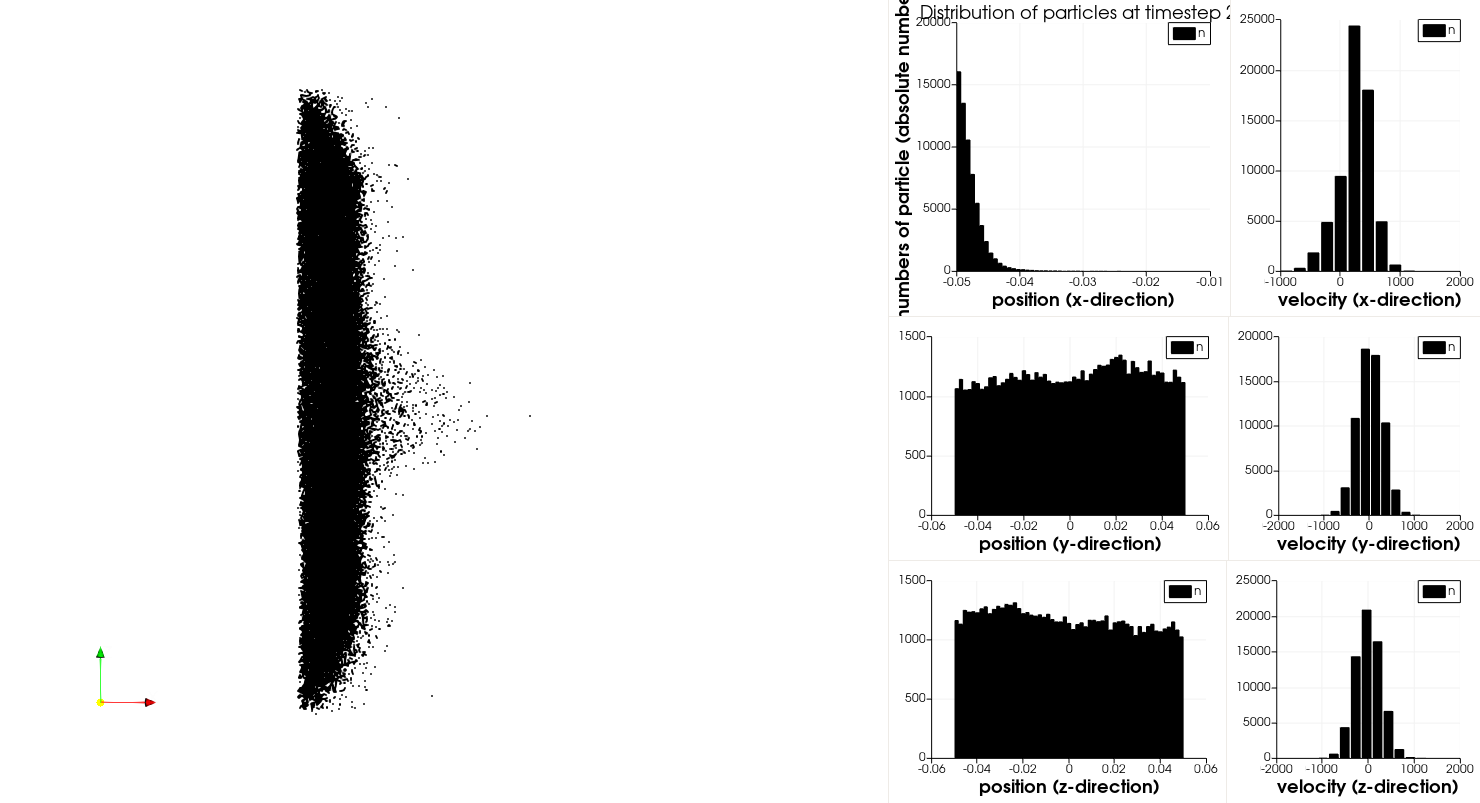 Distribution of particles at timestep
numbers of particle (absolute
20000
15000
10000
5000
0
-0.05 -0.04 -0.03 -0.02 -0.01
position (x-direction)
n
25000
20000
15000
10000
5000
0
-1000 0 1000 2000
velocity (x-direction)
n
1500
1000
500
0
-0.06 -0.04 -0.02 0 0.02 0.04 0.06
position (y-direction)
n
20000
15000
10000
5000
0
-2000 -1000 0 1000 2000
velocity (y-direction)
n
1500
1000
500
0
-0.06 -0.04 -0.02 0 0.02 0.04 0.06
position (z-direction)
n
25000
20000
15000
10000
5000
0
-2000 -1000 0 1000 2000
velocity (z-direction)
n